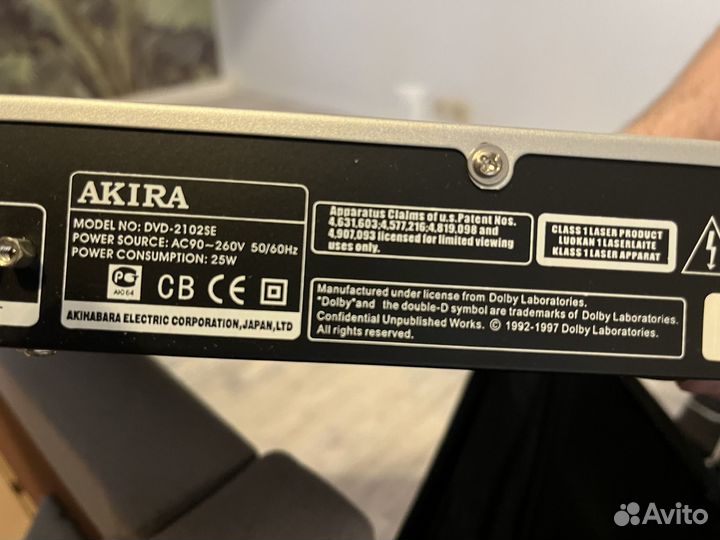 AKIRA
MODEL NO: DVD-2102SE
POWER SOURCE: AC90~260V 50/60Hz
POWER CONSUMPTION: 25W
CB CE
AKIHABARA ELECTRIC CORPORATION,JAPAN,LTD
Apparatus Claims of u.s.Patent Nos.
4,631,603;4,577,216;4,819,098 and
4,907,093 licensed for limited viewing
uses only.
CLASS 1 LASER PRODUCT
LUOKAN 1 LASERLAITE
KLASS 1 LASER APPARAT
Manufactured under license from Dolby Laboratories.
"Dolby"and the double-D symbol are trademarks of Dolby Laboratories.
Confidential Unpublished Works. © 1992-1997 Dolby Laboratories.
All rights reserved.
Avito